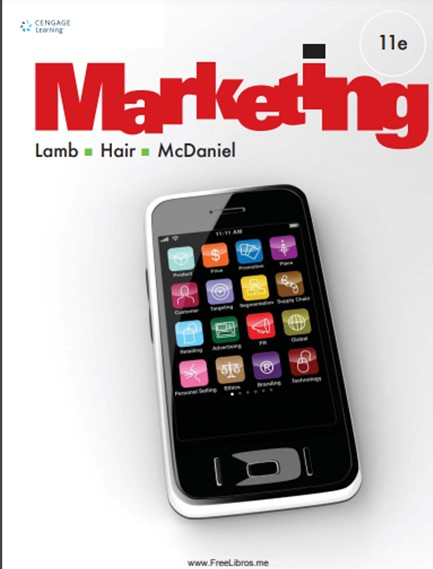 CENGAGE
Learning
11e
Marketing
Lamb ■ Hair ■ McDaniel
11:11 AM
Product Price Promotion Place
Customer Targeting Segmentation Supply Chain
Retailing Advertising PR Global
Personal Selling Ethics Branding Technology
www.FreeLibros.me